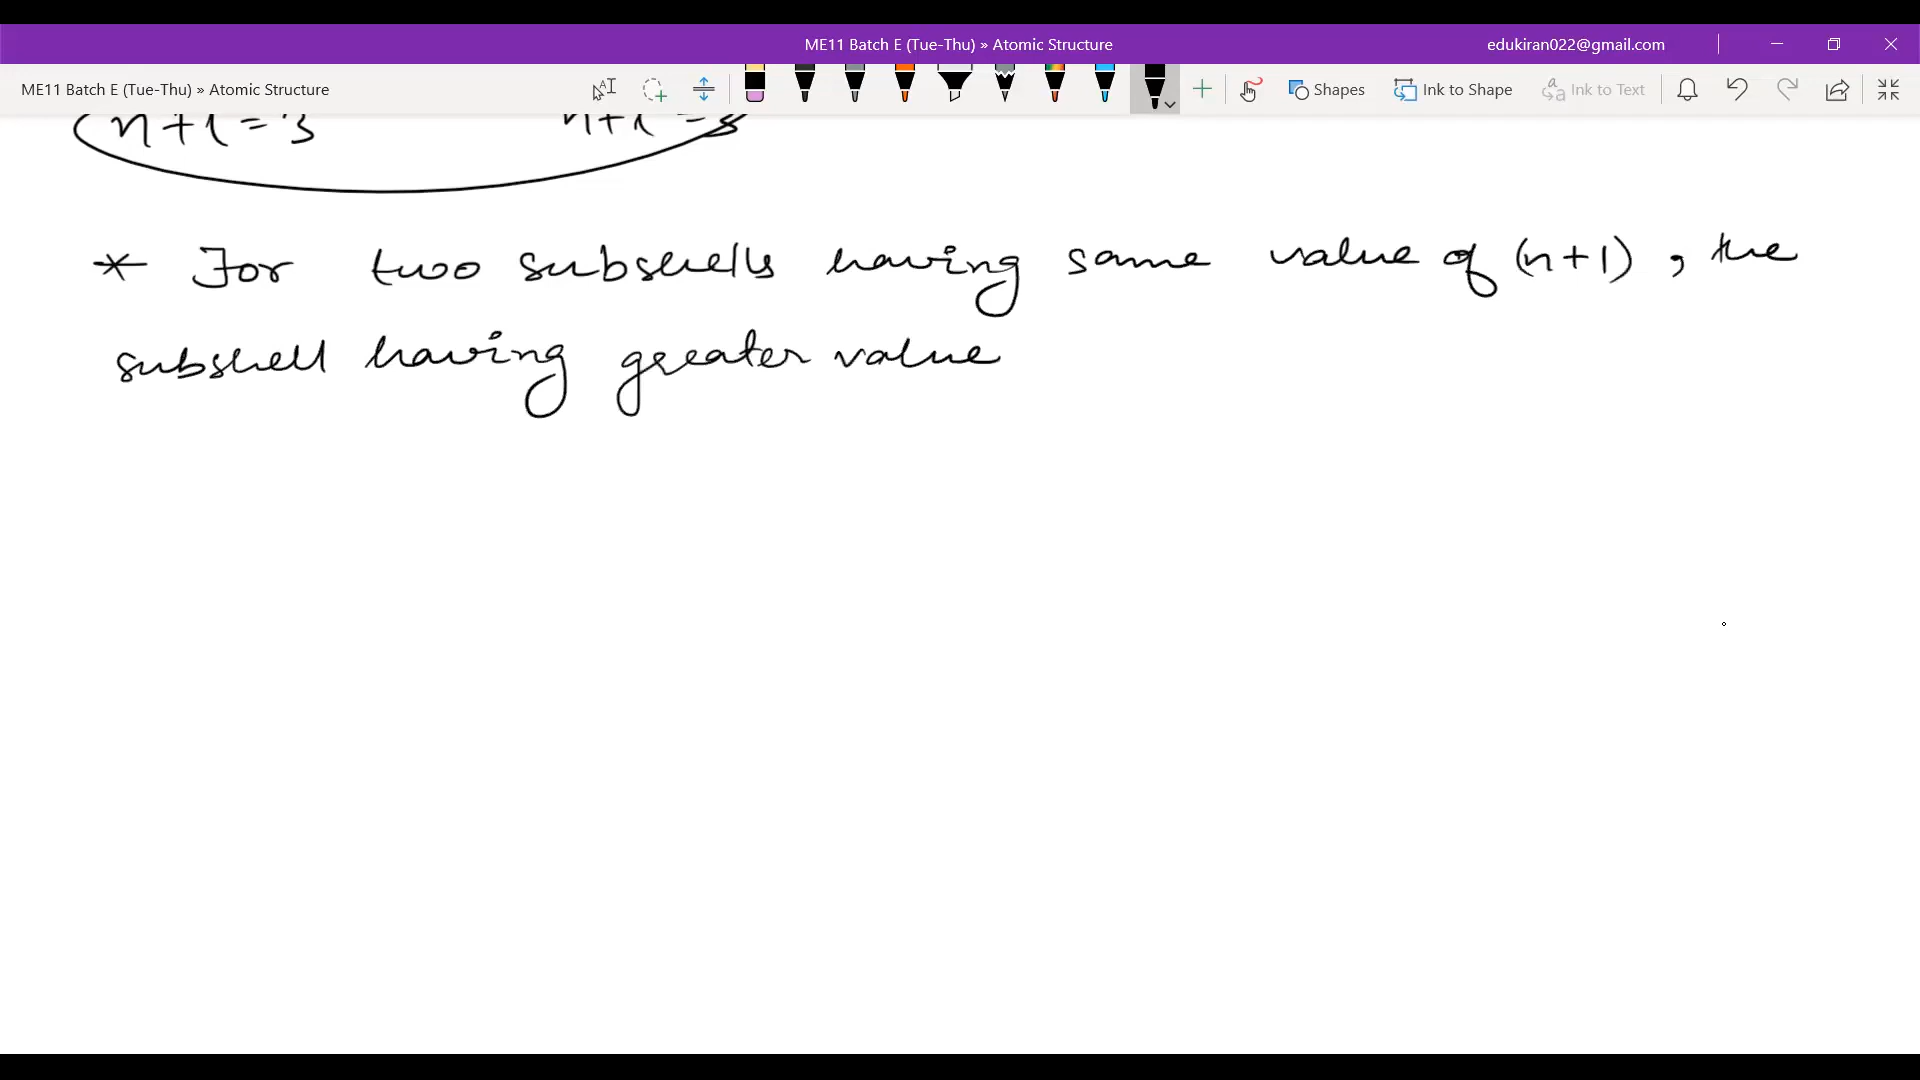 ME11 Batch E (Tue-Thu) » Atomic Structure
edukiran022@gmail.com
ME11 Batch E (Tue-Thu) » Atomic Structure
Shapes
Ink to Shape
Ink to Text
n+l=3 n+l=3
* For two subshells having same value of (n+l), the
subshell having greater value